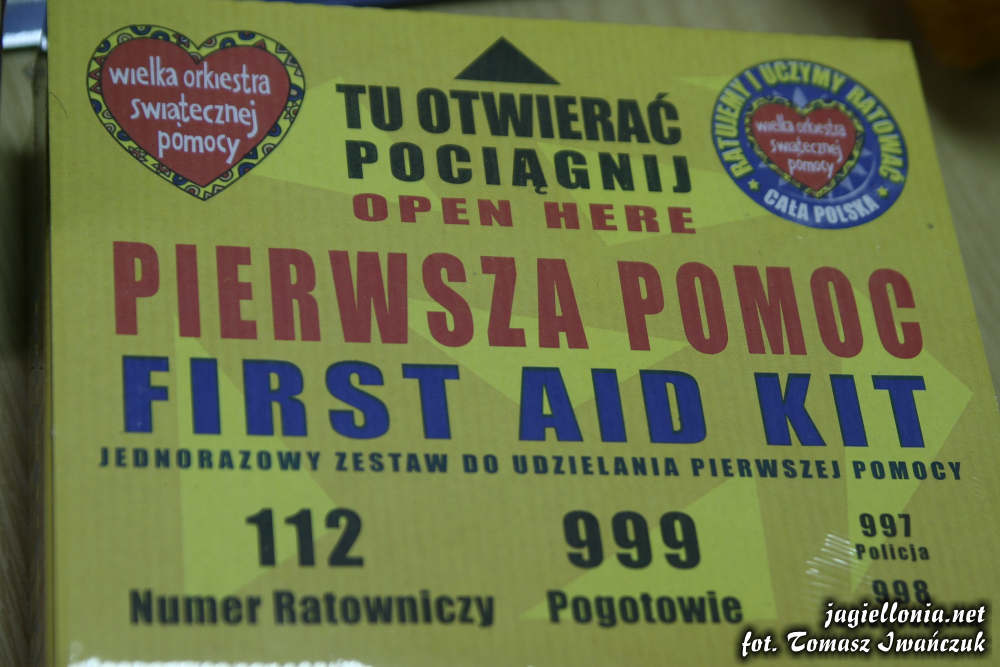 wielka orkiestra
świątecznej
pomocy
TU OTWIERAĆ
POCIĄGNIJ
OPEN HERE
RATUJEMY I UCZYMY RATOWAĆ
wielka orkiestra
świątecznej
pomocy
CAŁA POLSKA
PIERWSZA POMOC
FIRST AID KIT
JEDNORAZOWY ZESTAW DO UDZIELANIA PIERWSZEJ POMOCY
112
Numer Ratowniczy
999
Pogotowie
997
Policja
998
jagiellonia.net
fot. Tomasz Iwańczuk